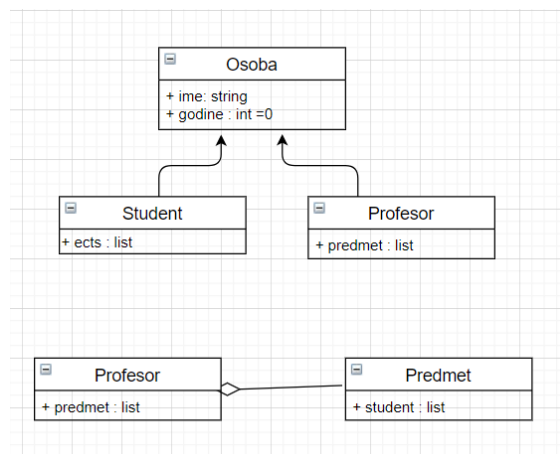 Osoba
+ ime: string
+ godine : int =0
Student
+ ects : list
Profesor
+ predmet : list
Profesor
+ predmet : list
Predmet
+ student : list